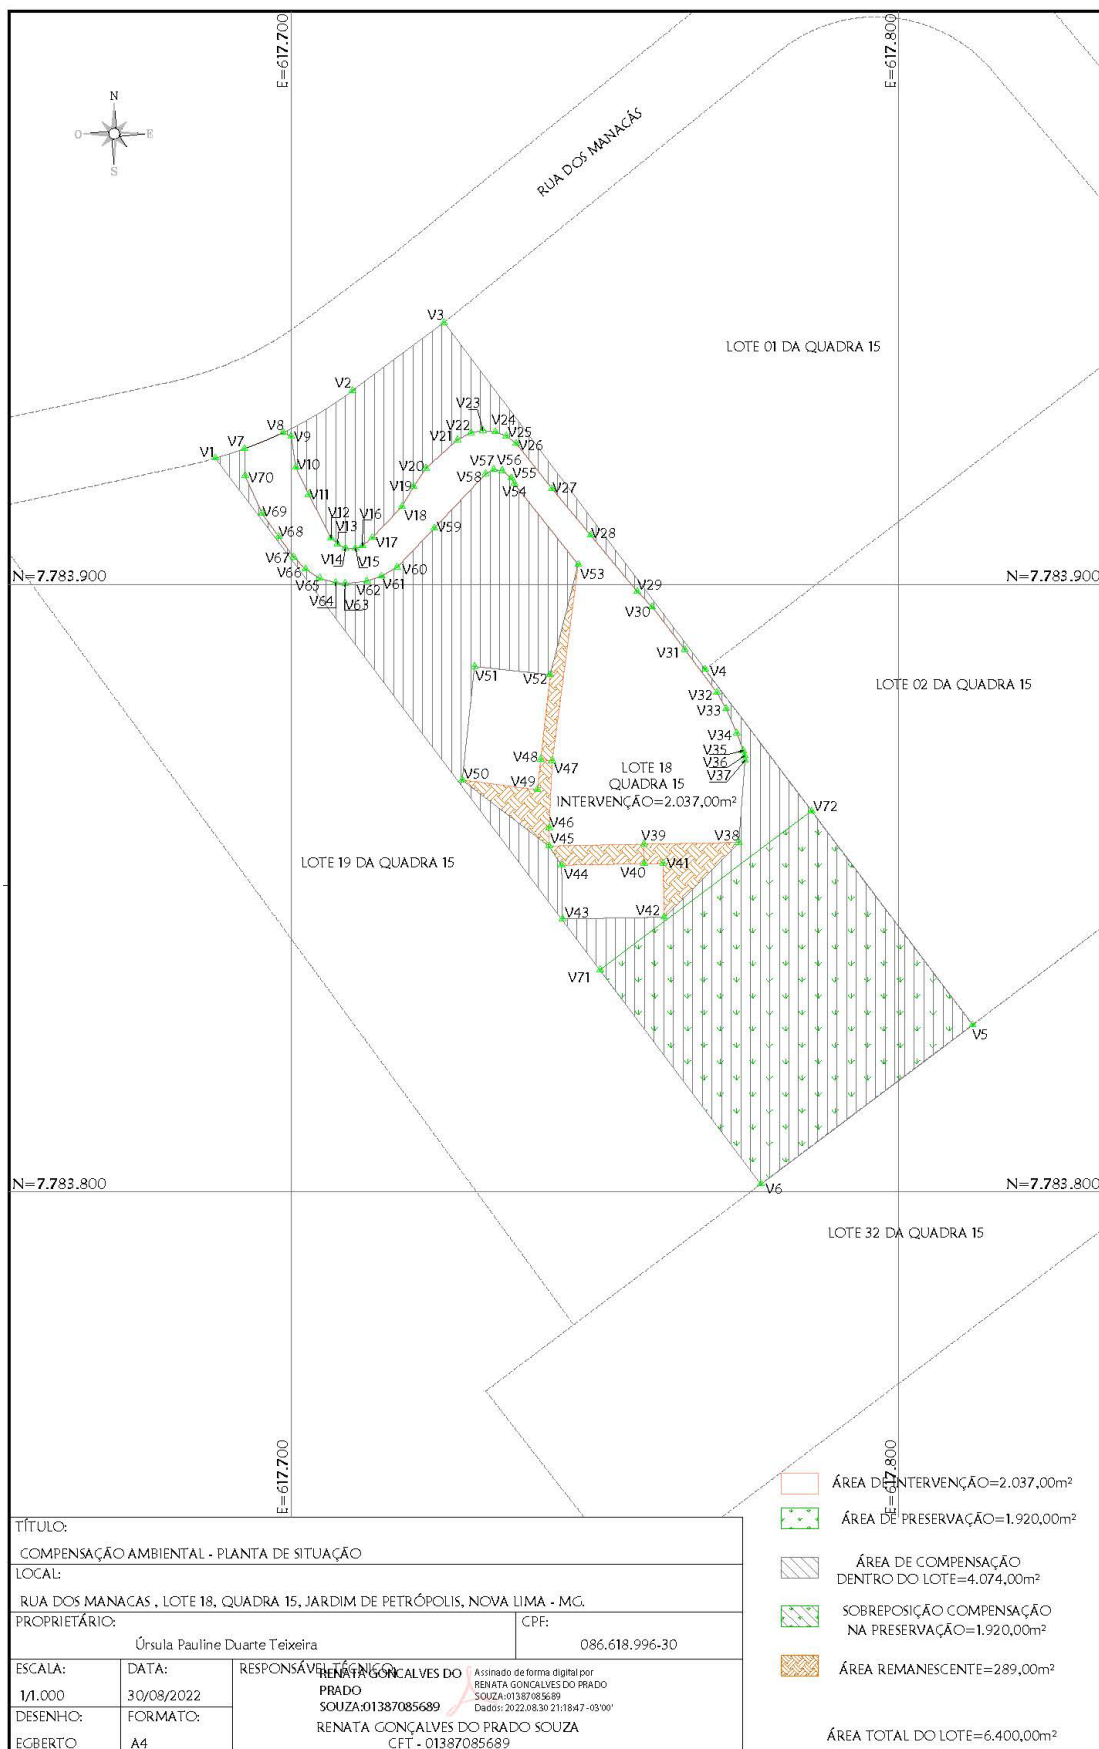 E=617.700
E=617.800
N
O
E
S
RUA DOS MANACÁS
V3
LOTE 01 DA QUADRA 15
V2
V23
V8
V24
V9
V22
V25
V7
V21
V26
V1
V10
V20
V57
V56
V70
V58
V55
V11
V19
V54
V27
V69
V18
V12
V16
V59
V13
V28
V68
V17
V14
V15
V67
V53
V66
V60
N=7.783.900
N=7.783.900
V65
V61
V62
V29
V64
V63
V30
V31
V4
V51
V52
LOTE 02 DA QUADRA 15
V32
V33
V34
V35
V48
V47
V36
LOTE 18
V37
V50
QUADRA 15
V49
INTERVENÇÃO=2.037,00m²
V72
V46
V45
V39
V38
LOTE 19 DA QUADRA 15
V44
V40
V41
V43
V42
V71
V5
V6
N=7.783.800
N=7.783.800
LOTE 32 DA QUADRA 15
E=617.700
E=617.800
ÁREA DE INTERVENÇÃO=2.037,00m²
ÁREA DE PRESERVAÇÃO=1.920,00m²
ÁREA DE COMPENSAÇÃO
DENTRO DO LOTE=4.074,00m²
SOBREPOSIÇÃO COMPENSAÇÃO
NA PRESERVAÇÃO=1.920,00m²
ÁREA REMANESCENTE=289,00m²
ÁREA TOTAL DO LOTE=6.400,00m²
TÍTULO:
COMPENSAÇÃO AMBIENTAL - PLANTA DE SITUAÇÃO
LOCAL:
RUA DOS MANACAS , LOTE 18, QUADRA 15, JARDIM DE PETRÓPOLIS, NOVA LIMA - MG.
PROPRIETÁRIO:
CPF:
Úrsula Pauline Duarte Teixeira
086.618.996-30
ESCALA:
DATA:
RESPONSÁVEL TÉCNICO:
1/1.000
30/08/2022
RENATA GONCALVES DO
PRADO
SOUZA:01387085689
Assinado de forma digital por
RENATA GONCALVES DO PRADO
SOUZA:01387085689
Dados: 2022.08.30 21:18:47 -03'00'
DESENHO:
FORMATO:
RENATA GONÇALVES DO PRADO SOUZA
EGBERTO
A4
CFT - 01387085689